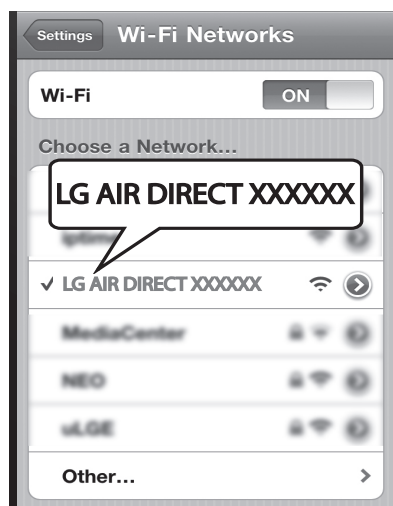 Settings
Wi-Fi Networks
Wi-Fi
ON
Choose a Network...
LG AIR DIRECT XXXXXX
LG AIR DIRECT XXXXXX
MediaCenter
NEO
uLGE
Other...